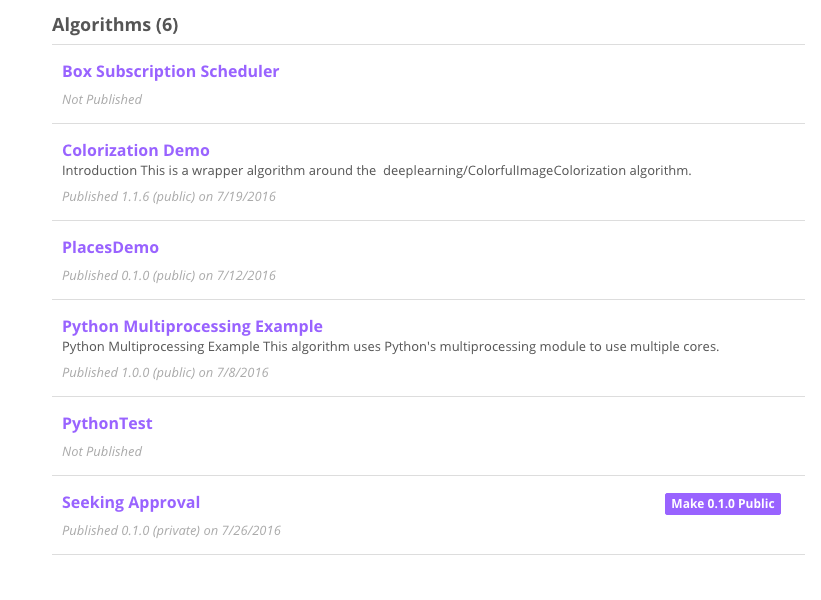 Algorithms (6)
Box Subscription Scheduler
Not Published
Colorization Demo
Introduction This is a wrapper algorithm around the  deeplearning/ColorfulImageColorization algorithm.
Published 1.1.6 (public) on 7/19/2016
PlacesDemo
Published 0.1.0 (public) on 7/12/2016
Python Multiprocessing Example
Python Multiprocessing Example This algorithm uses Python's multiprocessing module to use multiple cores.
Published 1.0.0 (public) on 7/8/2016
PythonTest
Not Published
Seeking Approval
Make 0.1.0 Public
Published 0.1.0 (private) on 7/26/2016